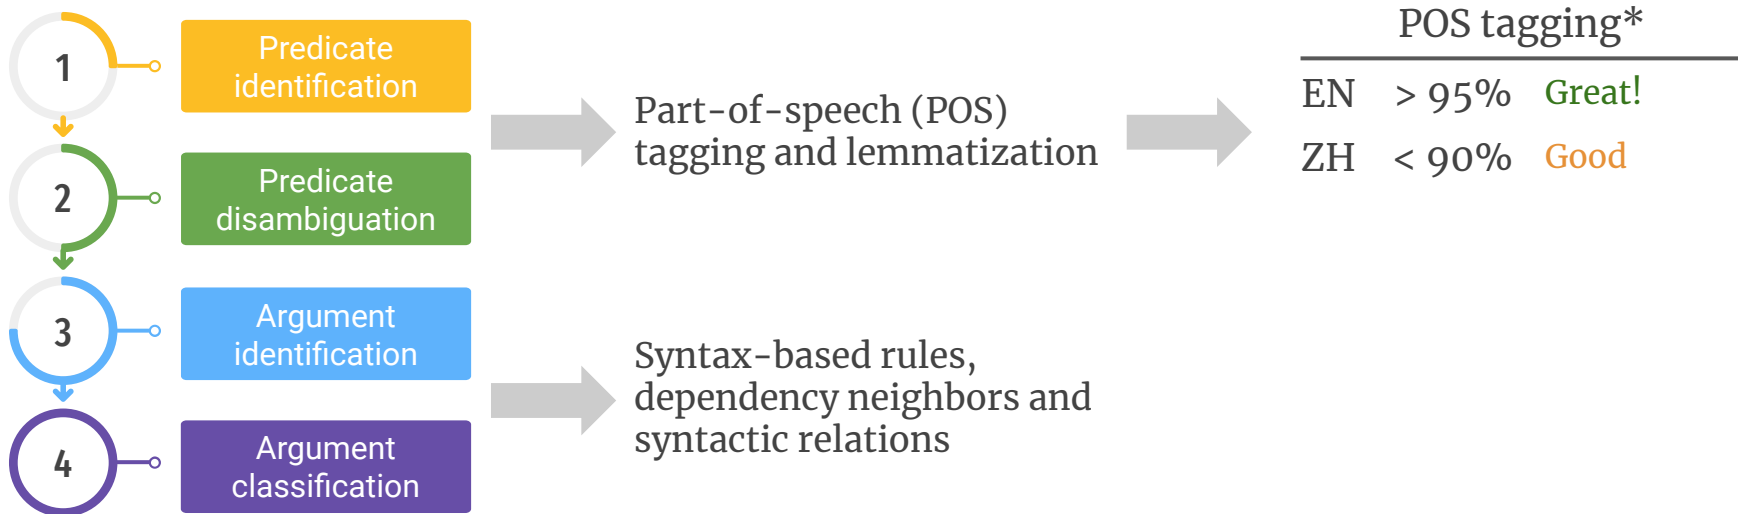 1
Predicate
identification
2
Predicate
disambiguation
3
Argument
identification
4
Argument
classification
Part-of-speech (POS)
tagging and lemmatization
Syntax-based rules,
dependency neighbors and
syntactic relations
POS tagging*
EN > 95% Great!
ZH < 90% Good